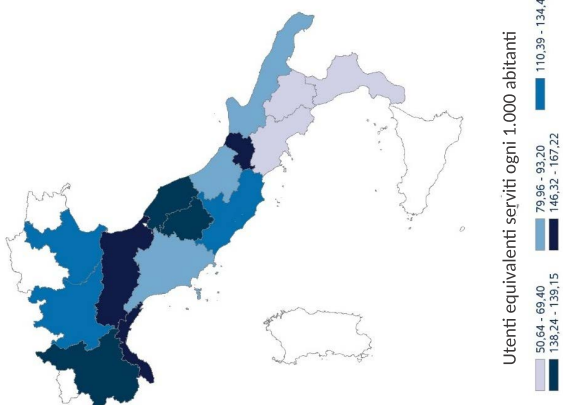 Utenti equivalenti serviti ogni 1.000 abitanti
50,64 - 69,40 79,96 - 93,20 110,39 - 134,4
138,24 - 139,15 146,32 - 167,22